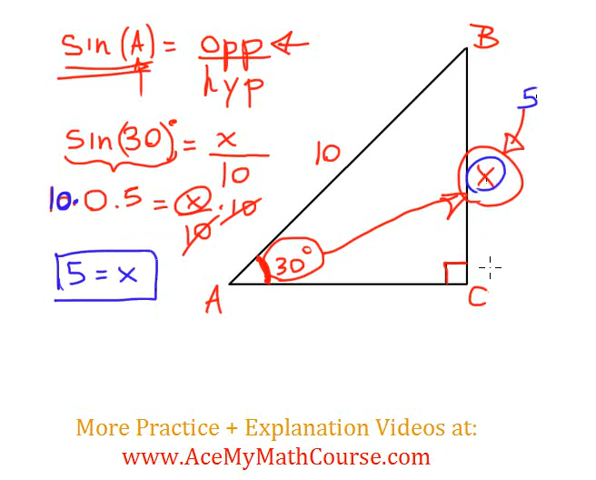 sin(A) = opp/hyp
sin(30)° = x/10
10·0.5 = x/10·10
5 = x
B
5
10
x
30°
A
C
More Practice + Explanation Videos at:
www.AceMyMathCourse.com